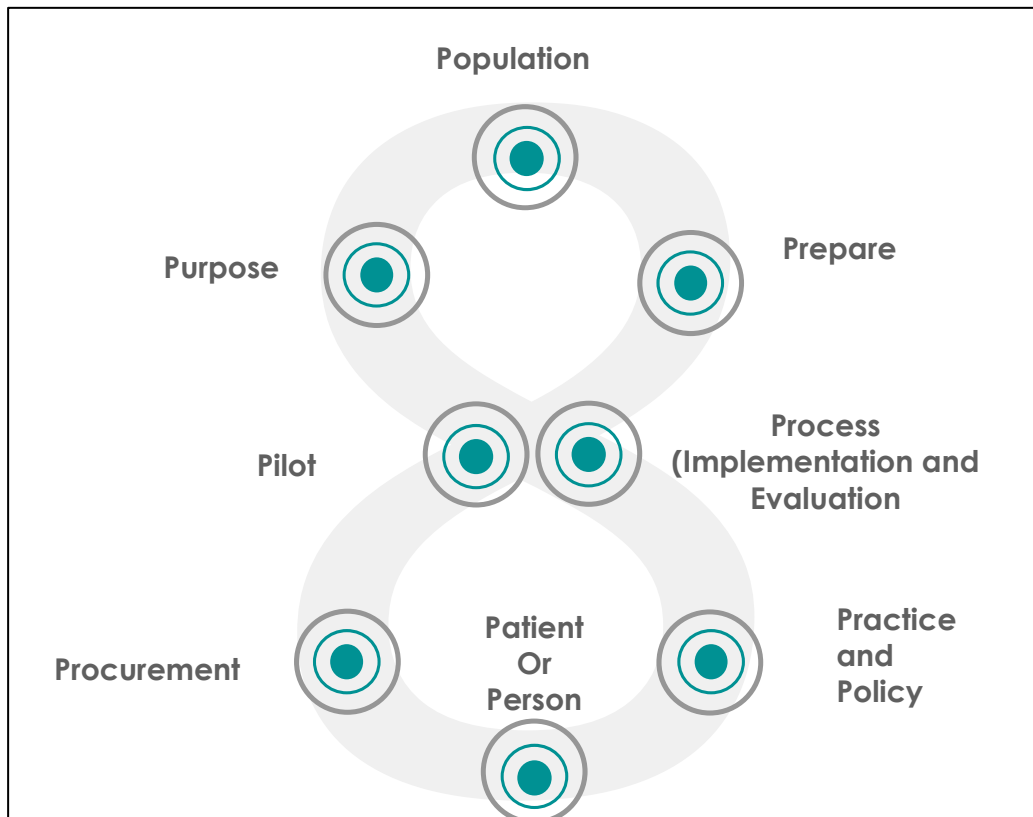 Population
Purpose
Prepare
Pilot
Process
(Implementation and
Evaluation
Procurement
Patient
Or
Person
Practice
and
Policy